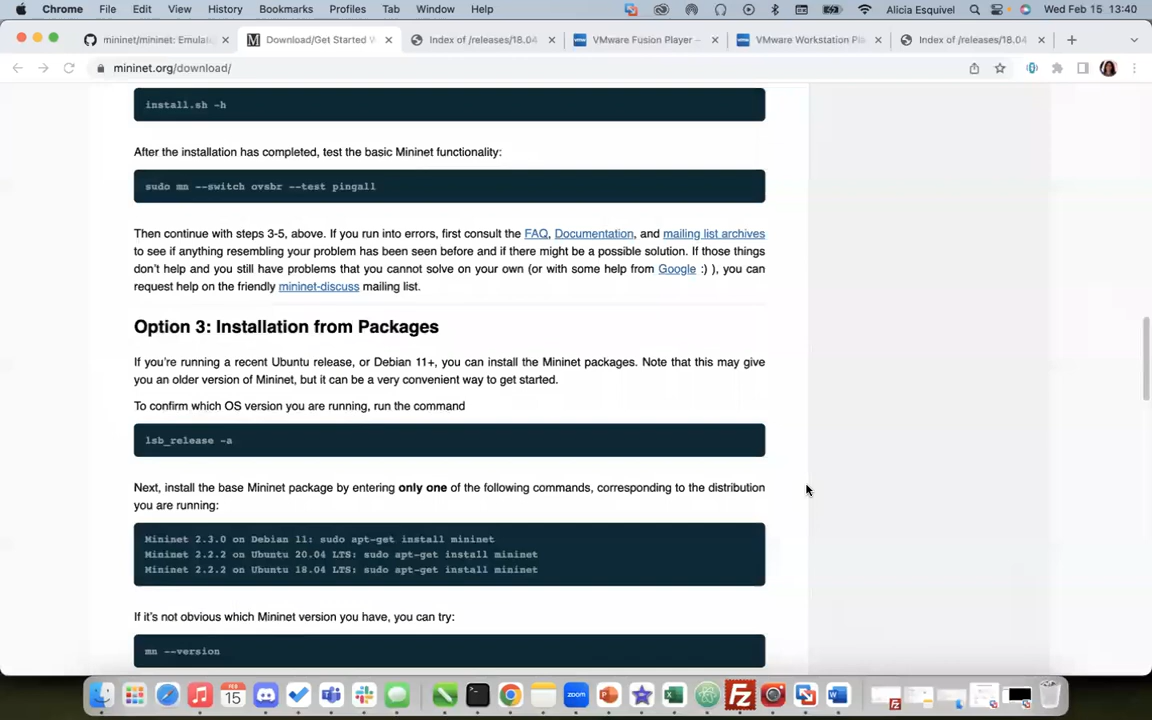 Chrome File Edit View History Bookmarks Profiles Tab Window Help Alicia Esquivel Wed Feb 15 13:40
mininet/mininet: Emulat Download/Get Started W Index of /releases/18.04 VMware Fusion Player – VMware Workstation Pla Index of /releases/18.04
mininet.org/download/
install.sh -h
After the installation has completed, test the basic Mininet functionality:
sudo mn --switch ovsbr --test pingall
Then continue with steps 3-5, above. If you run into errors, first consult the FAQ, Documentation, and mailing list archives
to see if anything resembling your problem has been seen before and if there might be a possible solution. If those things
don't help and you still have problems that you cannot solve on your own (or with some help from Google :) ), you can
request help on the friendly mininet-discuss mailing list.
Option 3: Installation from Packages
If you're running a recent Ubuntu release, or Debian 11+, you can install the Mininet packages. Note that this may give
you an older version of Mininet, but it can be a very convenient way to get started.
To confirm which OS version you are running, run the command
lsb_release -a
Next, install the base Mininet package by entering only one of the following commands, corresponding to the distribution
you are running:
Mininet 2.3.0 on Debian 11: sudo apt-get install mininet
Mininet 2.2.2 on Ubuntu 20.04 LTS: sudo apt-get install mininet
Mininet 2.2.2 on Ubuntu 18.04 LTS: sudo apt-get install mininet
If it's not obvious which Mininet version you have, you can try:
mn --version
FEB
15
zoom